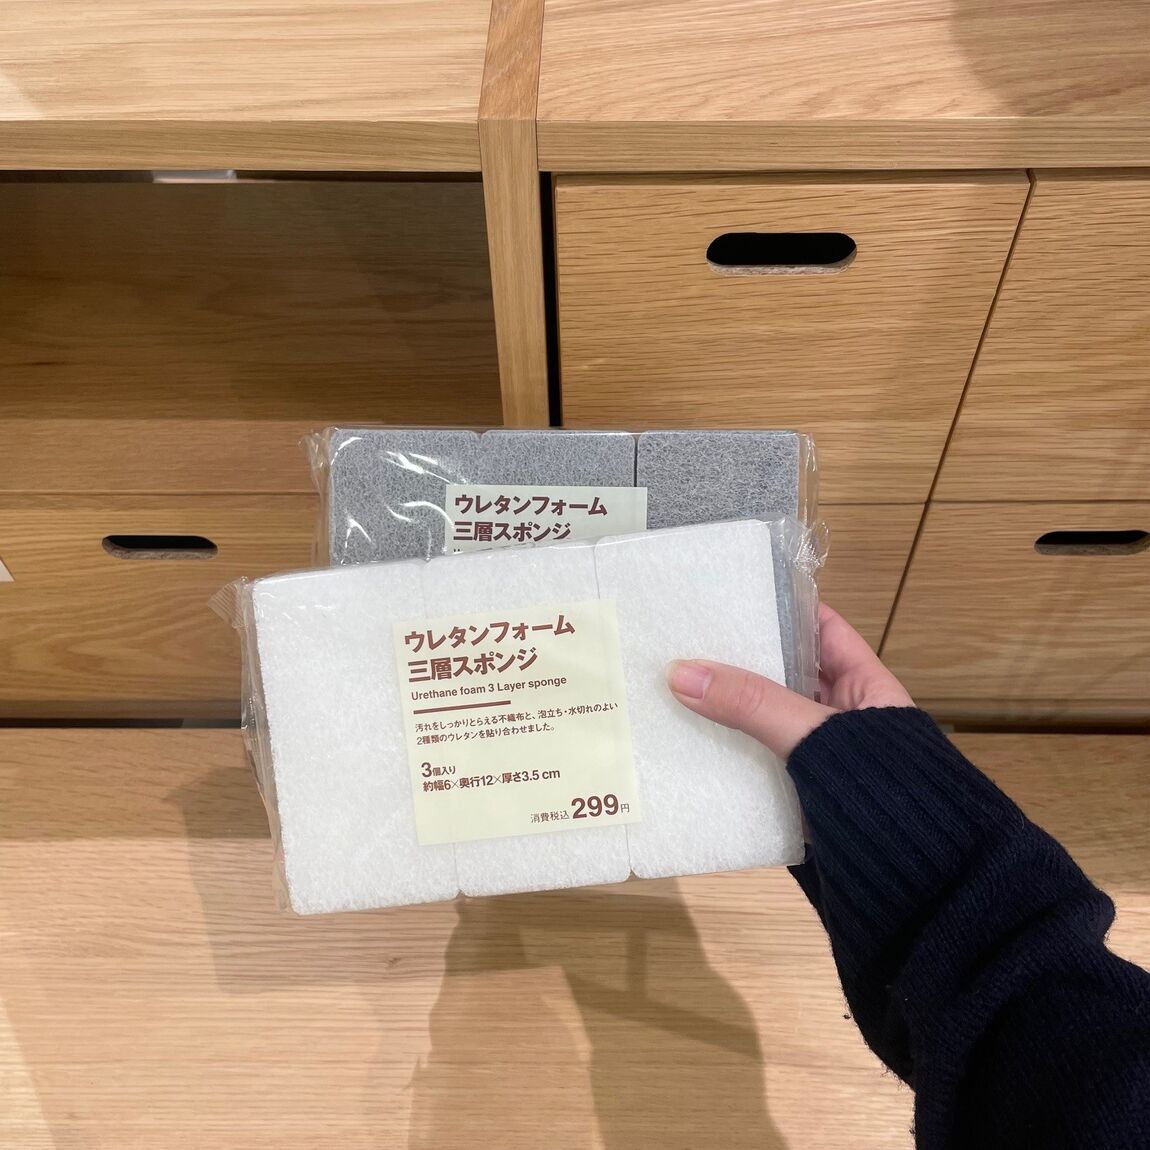 ウレタンフォーム
三層スポンジ
ウレタンフォーム
三層スポンジ
Urethane foam 3 Layer sponge
汚れをしっかりとらえる不織布と、泡立ち・水切れのよい
2種類のウレタンを貼り合わせました。
3個入り
約幅6×奥行12×厚さ3.5 cm
消費税込299円